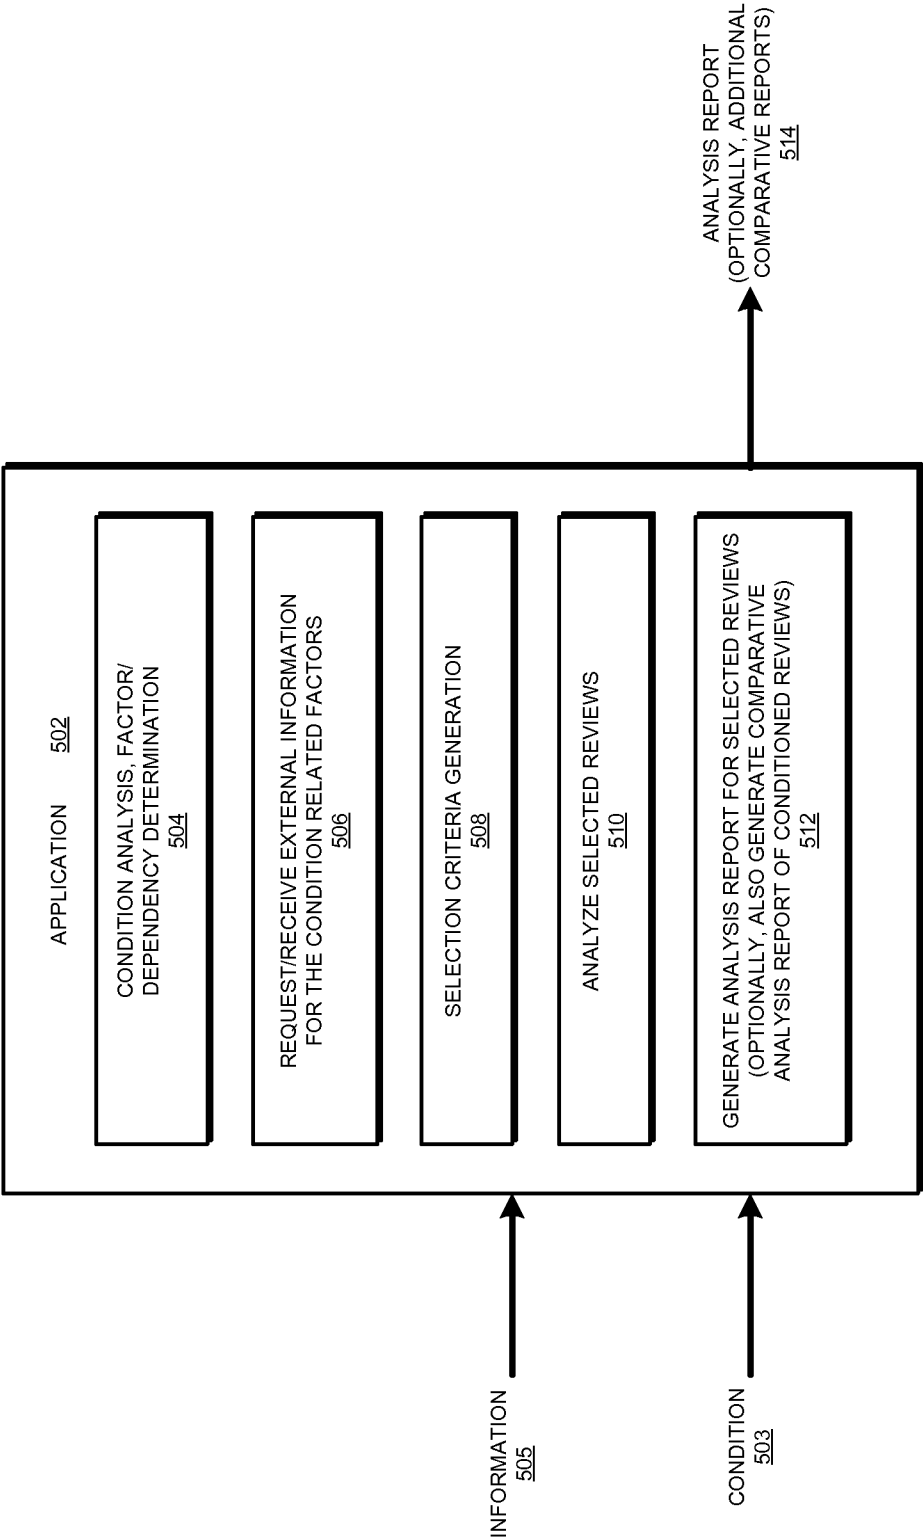 APPLICATION 502
CONDITION ANALYSIS, FACTOR/
DEPENDENCY DETERMINATION
504
REQUEST/RECEIVE EXTERNAL INFORMATION
FOR THE CONDITION RELATED FACTORS
506
SELECTION CRITERIA GENERATION
508
ANALYZE SELECTED REVIEWS
510
GENERATE ANALYSIS REPORT FOR SELECTED REVIEWS
(OPTIONALLY, ALSO GENERATE COMPARATIVE
ANALYSIS REPORT OF CONDITIONED REVIEWS)
512
INFORMATION
505
CONDITION
503
ANALYSIS REPORT
(OPTIONALLY, ADDITIONAL
COMPARATIVE REPORTS)
514